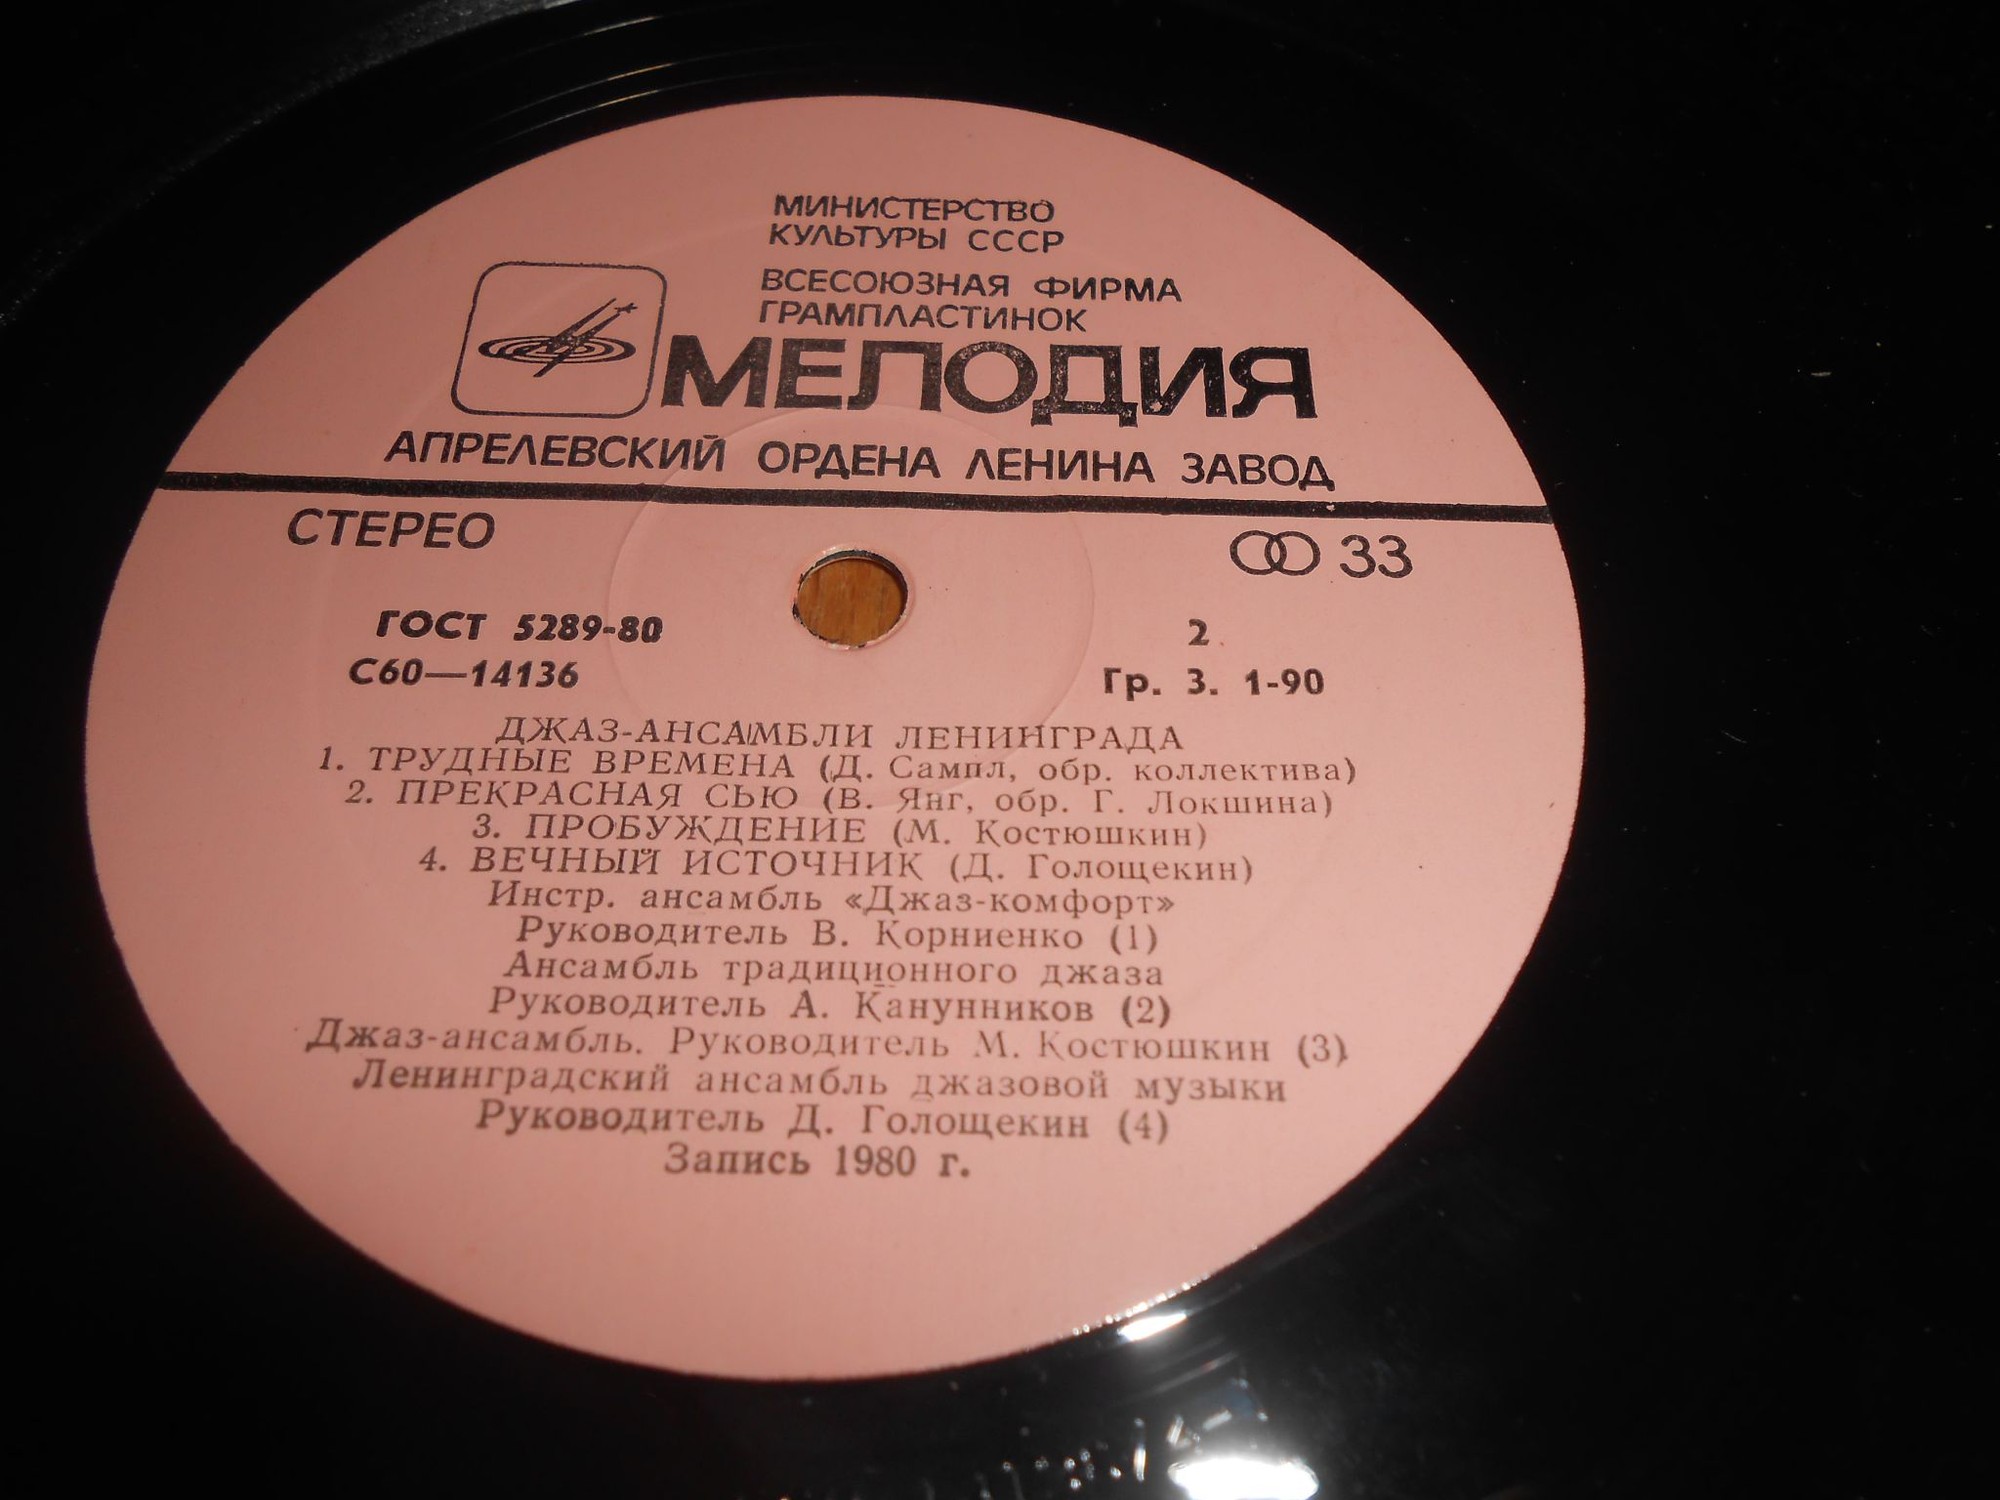 МИНИСТЕРСТВО
КУЛЬТУРЫ СССР
ВСЕСОЮЗНАЯ ФИРМА
ГРАМПЛАСТИНОК
МЕЛОДИЯ
АПРЕЛЕВСКИЙ ОРДЕНА ЛЕНИНА ЗАВОД
СТЕРЕО 33
ГОСТ 5289-80 2
С60—14136 Гр. 3. 1-90
ДЖАЗ-АНСАМБЛИ ЛЕНИНГРАДА
1. ТРУДНЫЕ ВРЕМЕНА (Д. Сампл, обр. коллектива)
2. ПРЕКРАСНАЯ СЬЮ (В. Янг, обр. Г. Локшина)
3. ПРОБУЖДЕНИЕ (М. Костюшкин)
4. ВЕЧНЫЙ ИСТОЧНИК (Д. Голощекин)
Инстр. ансамбль «Джаз-комфорт»
Руководитель В. Корниенко (1)
Ансамбль традиционного джаза
Руководитель А. Канунников (2)
Джаз-ансамбль. Руководитель М. Костюшкин (3)
Ленинградский ансамбль джазовой музыки
Руководитель Д. Голощекин (4)
Запись 1980 г.